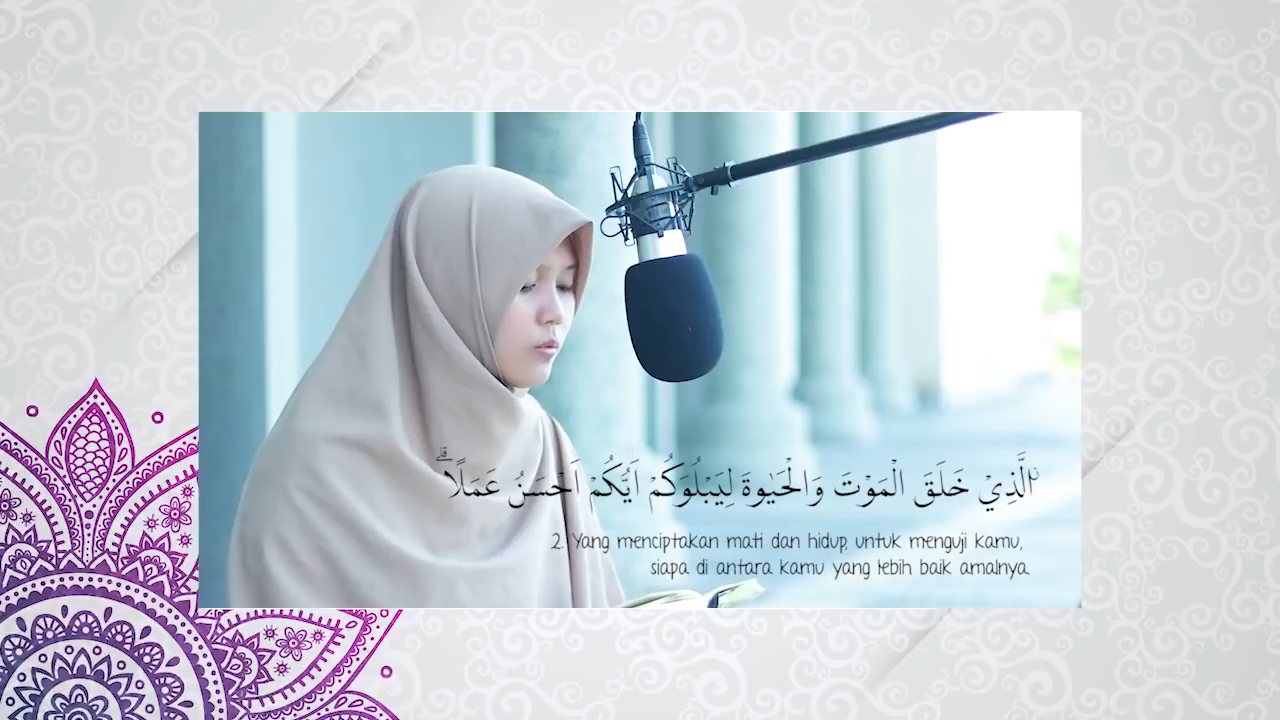 ۨالَّذِيْ خَلَقَ الْمَوْتَ وَالْحَيٰوةَ لِيَبْلُوَكُمْ اَيُّكُمْ اَحْسَنُ عَمَلًاۗ
2. Yang menciptakan mati dan hidup, untuk menguji kamu,
siapa di antara kamu yang lebih baik amalnya.